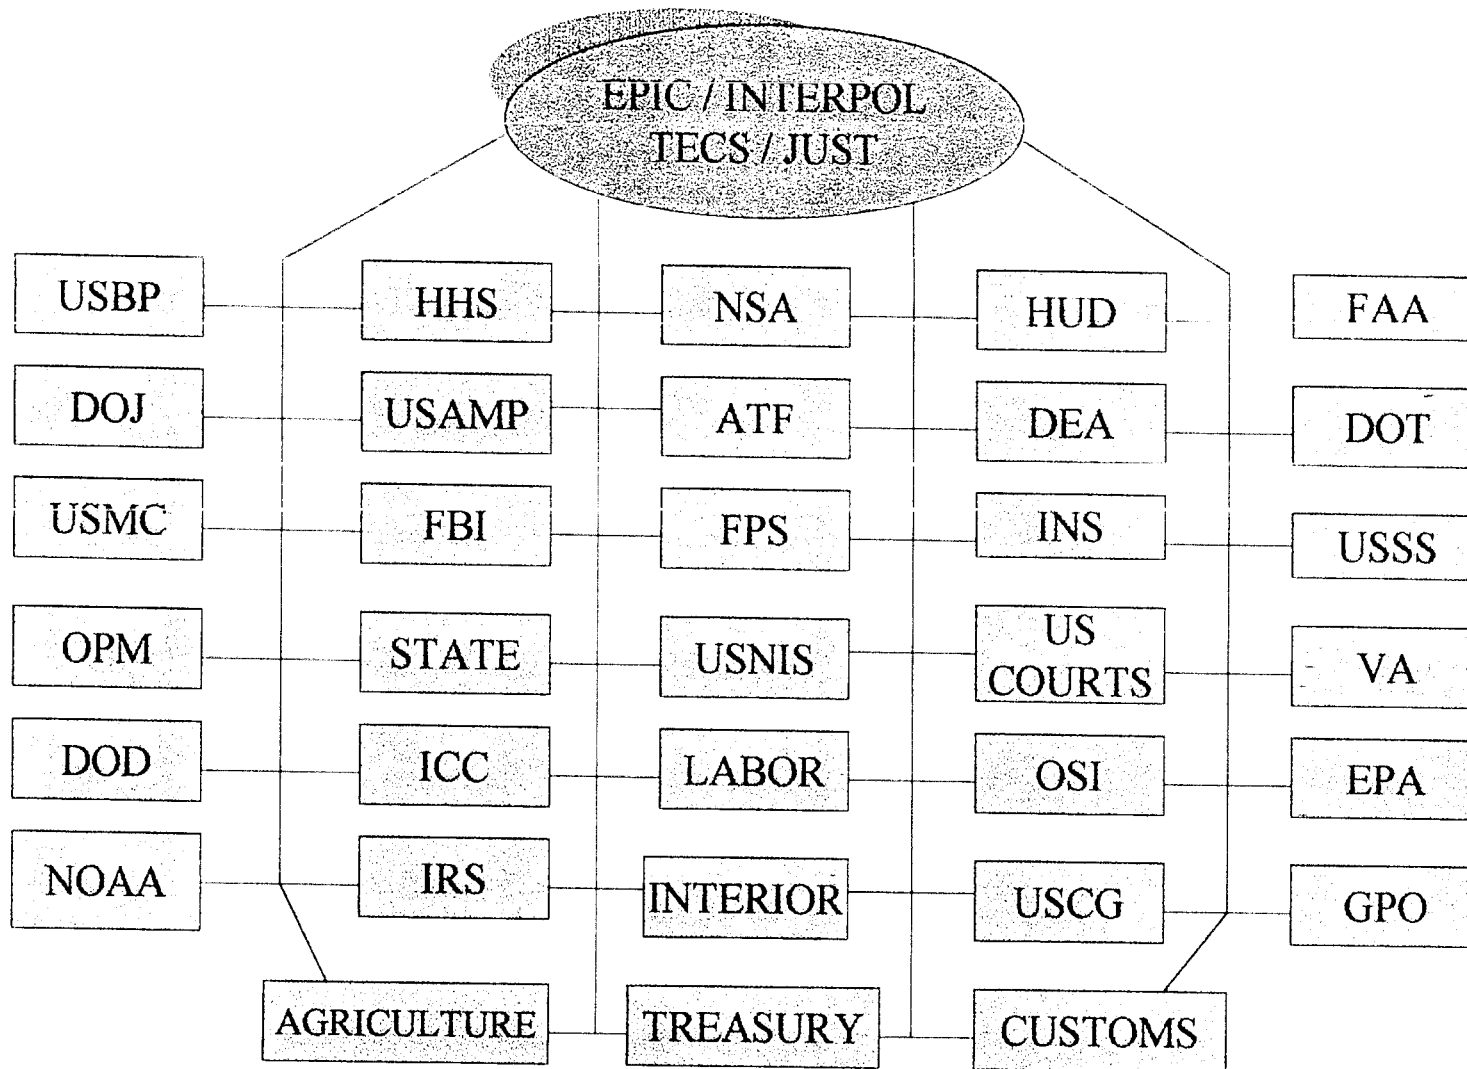 EPIC / INTERPOL
TECS / JUST
USBP
HHS
NSA
HUD
FAA
DOJ
USAMP
ATF
DEA
DOT
USMC
FBI
FPS
INS
USSS
OPM
STATE
USNIS
US
COURTS
VA
DOD
ICC
LABOR
OSI
EPA
NOAA
IRS
INTERIOR
USCG
GPO
AGRICULTURE
TREASURY
CUSTOMS